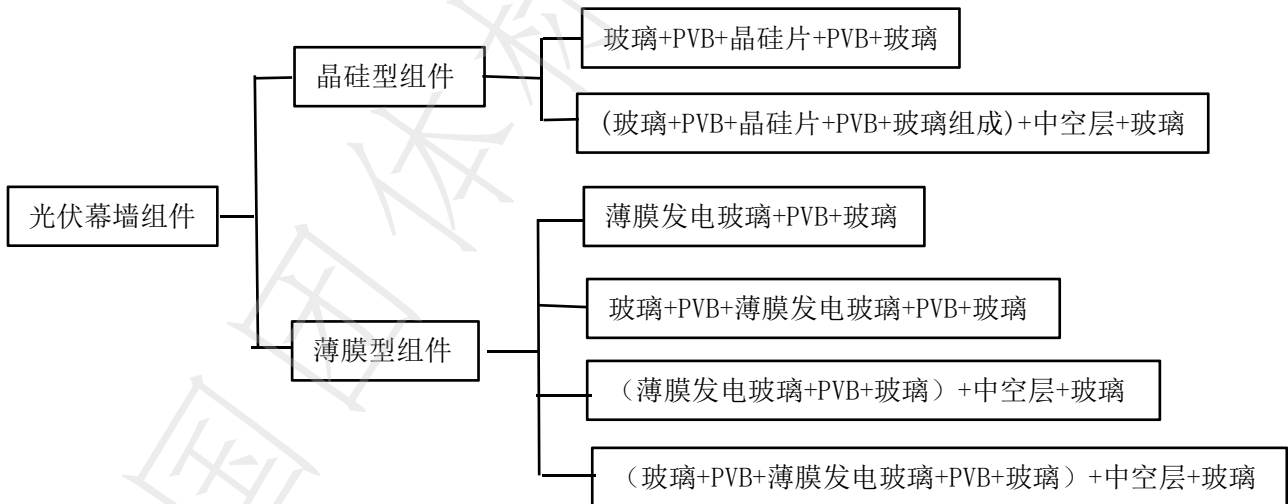 玻璃+PVB+晶硅片+PVB+玻璃
晶硅型组件
(玻璃+PVB+晶硅片+PVB+玻璃组成)+中空层+玻璃
光伏幕墙组件
薄膜发电玻璃+PVB+玻璃
玻璃+PVB+薄膜发电玻璃+PVB+玻璃
薄膜型组件
（薄膜发电玻璃+PVB+玻璃）+中空层+玻璃
（玻璃+PVB+薄膜发电玻璃+PVB+玻璃）+中空层+玻璃
国团体标